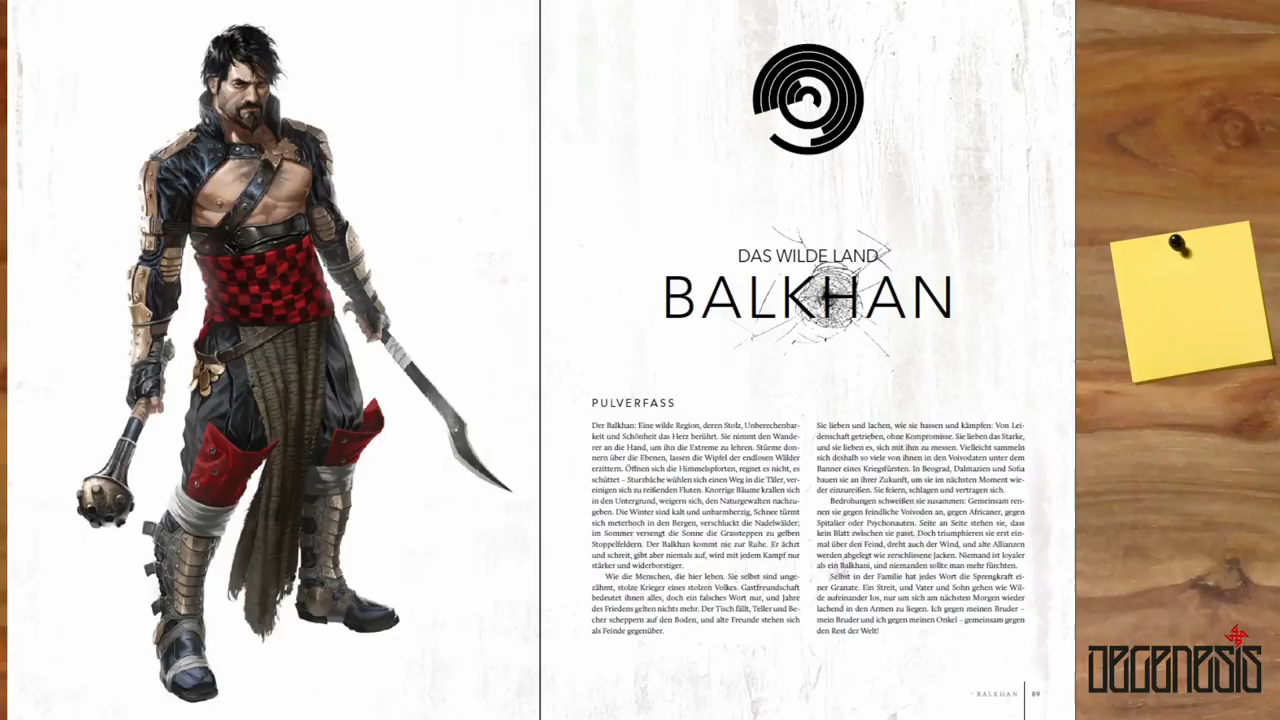 DAS WILDE LAND
BALKHAN
PULVERFASS
Der Balkhan: Eine wilde Region, deren Stolz, Unberechenbar-
keit und Schönheit das Herz berührt. Sie nimmt den Wande-
rer an die Hand, um ihn die Extreme zu lehren. Stürme don-
nern über die Ebenen, lassen die Wipfel der endlosen Wälder
erzittern. Öffnen sich die Himmelspforten, regnet es nicht, es
schüttet – Sturzbäche wühlen sich einen Weg in die Täler, ver-
einigen sich zu reißenden Fluten. Knorrige Bäume krallen sich
in den Untergrund, weigern sich, den Naturgewalten nachzu-
geben. Die Winter sind kalt und unbarmherzig, Schnee türmt
sich meterhoch in den Bergen, verschluckt die Nadelwälder;
im Sommer versengt die Sonne die Grassteppen zu gelben
Stoppelfeldern. Der Balkhan kommt nie zur Ruhe. Er ächzt
und schreit, gibt aber niemals auf, wird mit jedem Kampf nur
stärker und widerborstiger.
Wie die Menschen, die hier leben. Sie selbst sind unge-
zähmt, stolze Krieger eines stolzen Volkes. Gastfreundschaft
bedeutet ihnen alles, doch ein falsches Wort nur, und Jahre
des Friedens gelten nichts mehr. Der Tisch fällt, Teller und Be-
cher scheppern auf den Boden, und alte Freunde stehen sich
als Feinde gegenüber.
Sie lieben und lachen, wie sie hassen und kämpfen: Von Lei-
denschaft getrieben, ohne Kompromisse. Sie lieben das Starke,
und sie lieben es, sich mit ihm zu messen. Vielleicht sammeln
sich deshalb so viele von ihnen in den Voivodaten unter dem
Banner eines Kriegsfürsten. In Beograd, Dalmazien und Sofia
bauen sie an ihrer Zukunft, um sie im nächsten Moment wie-
der einzureißen. Sie feiern, schlagen und vertragen sich.
Bedrohungen schweißen sie zusammen: Gemeinsam ren-
nen sie gegen feindliche Voivoden an, gegen Africaner, gegen
Spitalier oder Psychonauten. Seite an Seite stehen sie, dass
kein Blatt zwischen sie passt. Doch triumphieren sie erst ein-
mal über den Feind, dreht auch der Wind, und alte Allianzen
werden abgelegt wie zerschlissene Jacken. Niemand ist loyaler
als ein Balkhani, und niemanden sollte man mehr fürchten.
Selbst in der Familie hat jedes Wort die Sprengkraft ei-
ner Granate. Ein Streit, und Vater und Sohn gehen wie Wil-
de aufeinander los, nur um sich am nächsten Morgen wieder
lachend in den Armen zu liegen. Ich gegen meinen Bruder –
mein Bruder und ich gegen meinen Onkel – gemeinsam gegen
den Rest der Welt!
BALKHAN 89
DEGENESIS